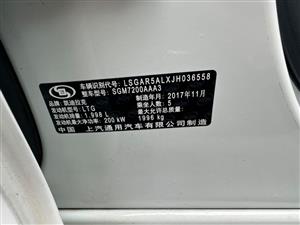 车辆识别代号: LSGAR5ALXJH036558
整车型号: SGM7200AAA3
品牌: 凯迪拉克 制造年月: 2017年11月
发动机型号: LTG 乘坐人数: 5
发动机排量: 1.998 L 最大允许总质量:
发动机最大净功率: 200 kW 1996 kg
中国 上汽通用汽车有限公司制造